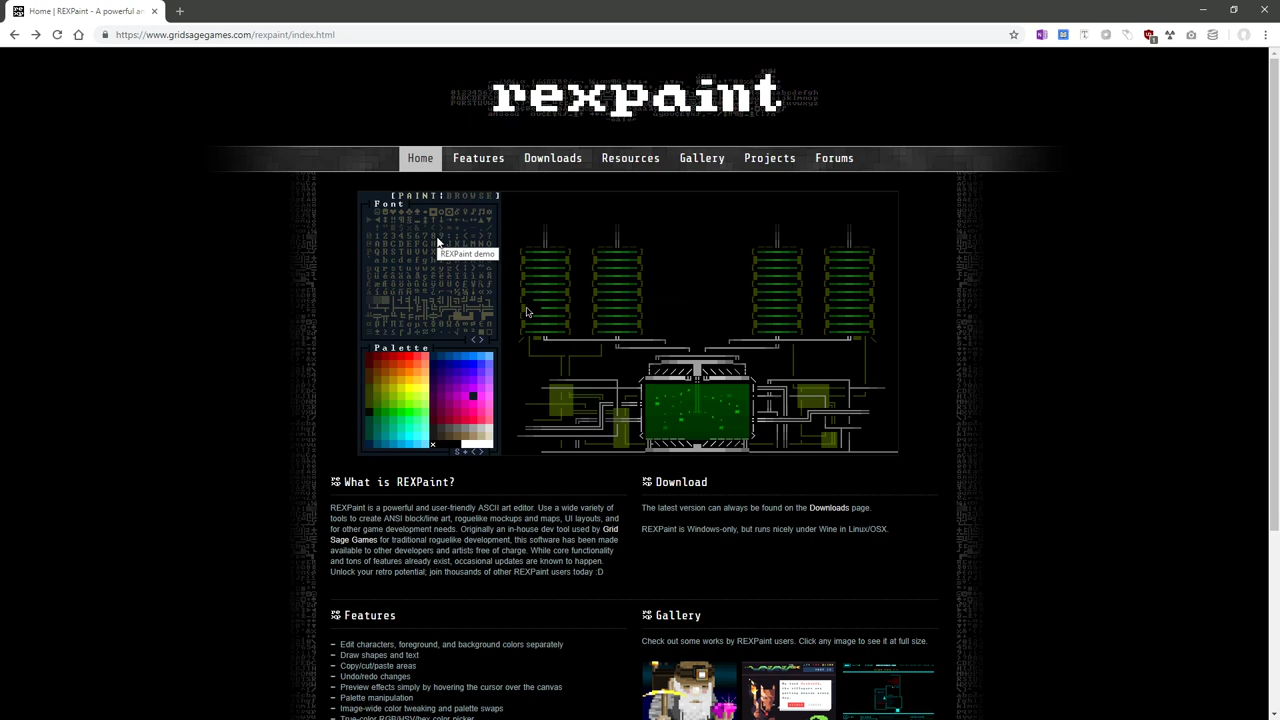 Home | REXPaint - A powerful an
https://www.gridsagegames.com/rexpaint/index.html
rexpaint.
Home Features Downloads Resources Gallery Projects Forums
[PAINT|BROWSE]
Font
REXPaint demo
Palette
What is REXPaint?
REXPaint is a powerful and user-friendly ASCII art editor. Use a wide variety of
tools to create ANSI block/line art, roguelike mockups and maps, UI layouts, and
for other game development needs. Originally an in-house dev tool used by Grid
Sage Games for traditional roguelike development, this software has been made
available to other developers and artists free of charge. While core functionality
and tons of features already exist, occasional updates are known to happen.
Unlock your retro potential; join thousands of other REXPaint users today :D
Download
The latest version can always be found on the Downloads page.
REXPaint is Windows-only, but runs nicely under Wine in Linux/OSX.
Features
– Edit characters, foreground, and background colors separately
– Draw shapes and text
– Copy/cut/paste areas
– Undo/redo changes
– Preview effects simply by hovering the cursor over the canvas
– Palette manipulation
– Image-wide color tweaking and palette swaps
– True-color RGB/HSV/hex color picker
Gallery
Check out some works by REXPaint users. Click any image to see it at full size.